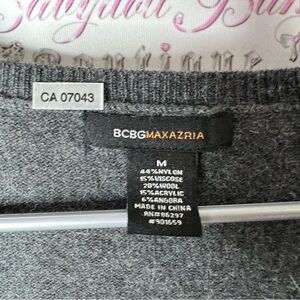 CA 07043
BCBGMAXAZRIA
M
44%NYLON
15%VISCOSE
20%WOOL
15%ACRYLIC
6%ANGORA
MADE IN CHINA
RN#86297
#901659